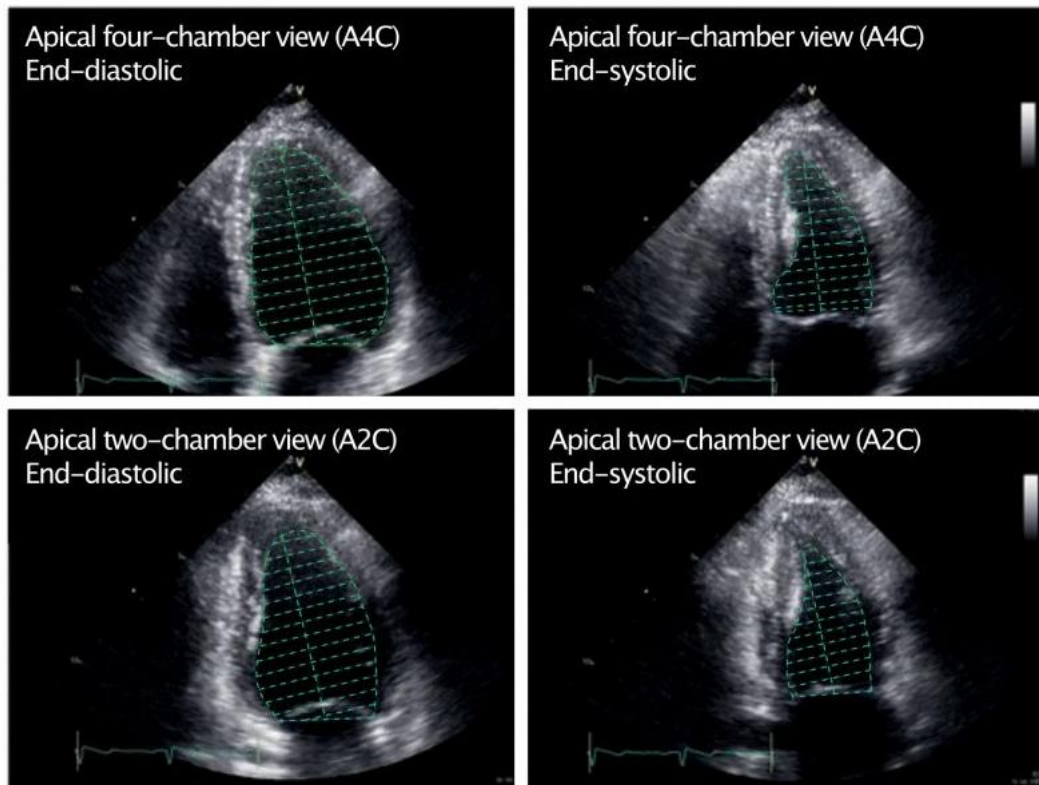 Apical four–chamber view (A4C)
End–diastolic
Apical four–chamber view (A4C)
End–systolic
V
V
Apical two–chamber view (A2C)
End–diastolic
Apical two–chamber view (A2C)
End–systolic
V
V